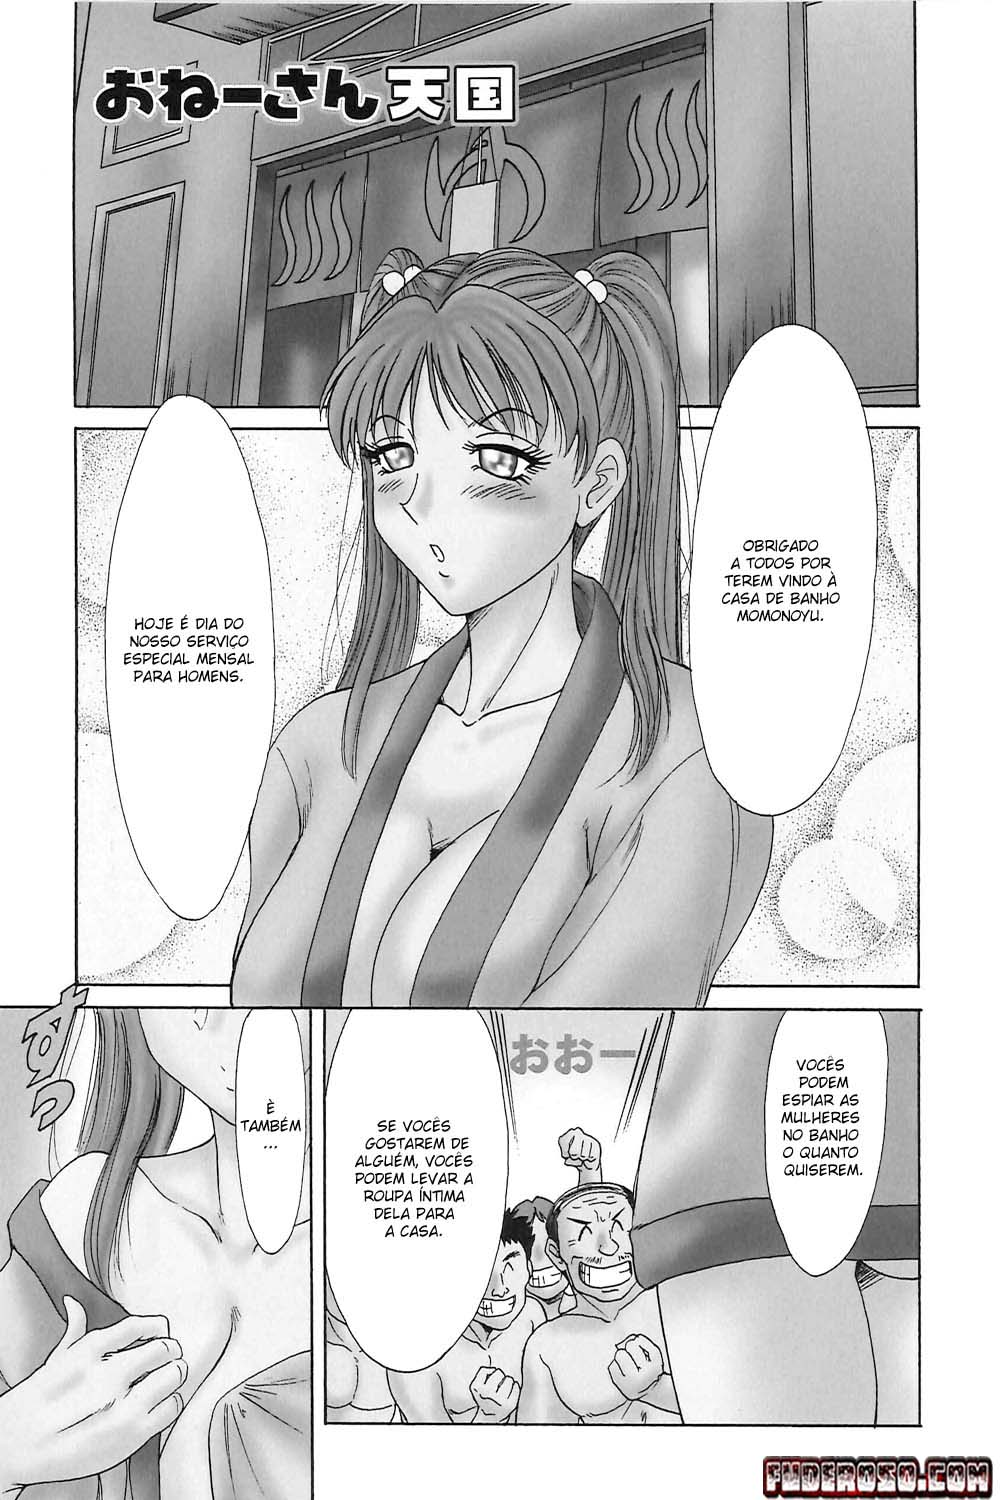 おねーさん天国
OBRIGADO
A TODOS POR
TEREM VINDO À
CASA DE BANHO
MOMONOYU.
HOJE É DIA DO
NOSSO SERVIÇO
ESPECIAL MENSAL
PARA HOMENS.
VOCÊS
PODEM
ESPIAR AS
MULHERES
NO BANHO
O QUANTO
QUISEREM.
おおー
SE VOCÊS
GOSTAREM DE
ALGUÉM, VOCÊS
PODEM LEVAR A
ROUPA ÍNTIMA
DELA PARA
A CASA.
È
TAMBÉM
...
すっ
FUDEROSO.COM